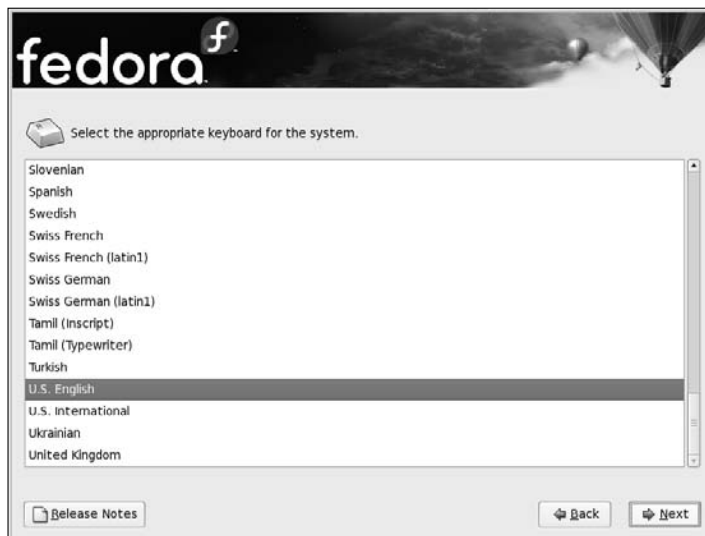 fedora
Select the appropriate keyboard for the system.
Slovenian
Spanish
Swedish
Swiss French
Swiss French (latin1)
Swiss German
Swiss German (latin1)
Tamil (Inscript)
Tamil (Typewriter)
Turkish
U.S. English
U.S. International
Ukrainian
United Kingdom
Release Notes
Back
Next